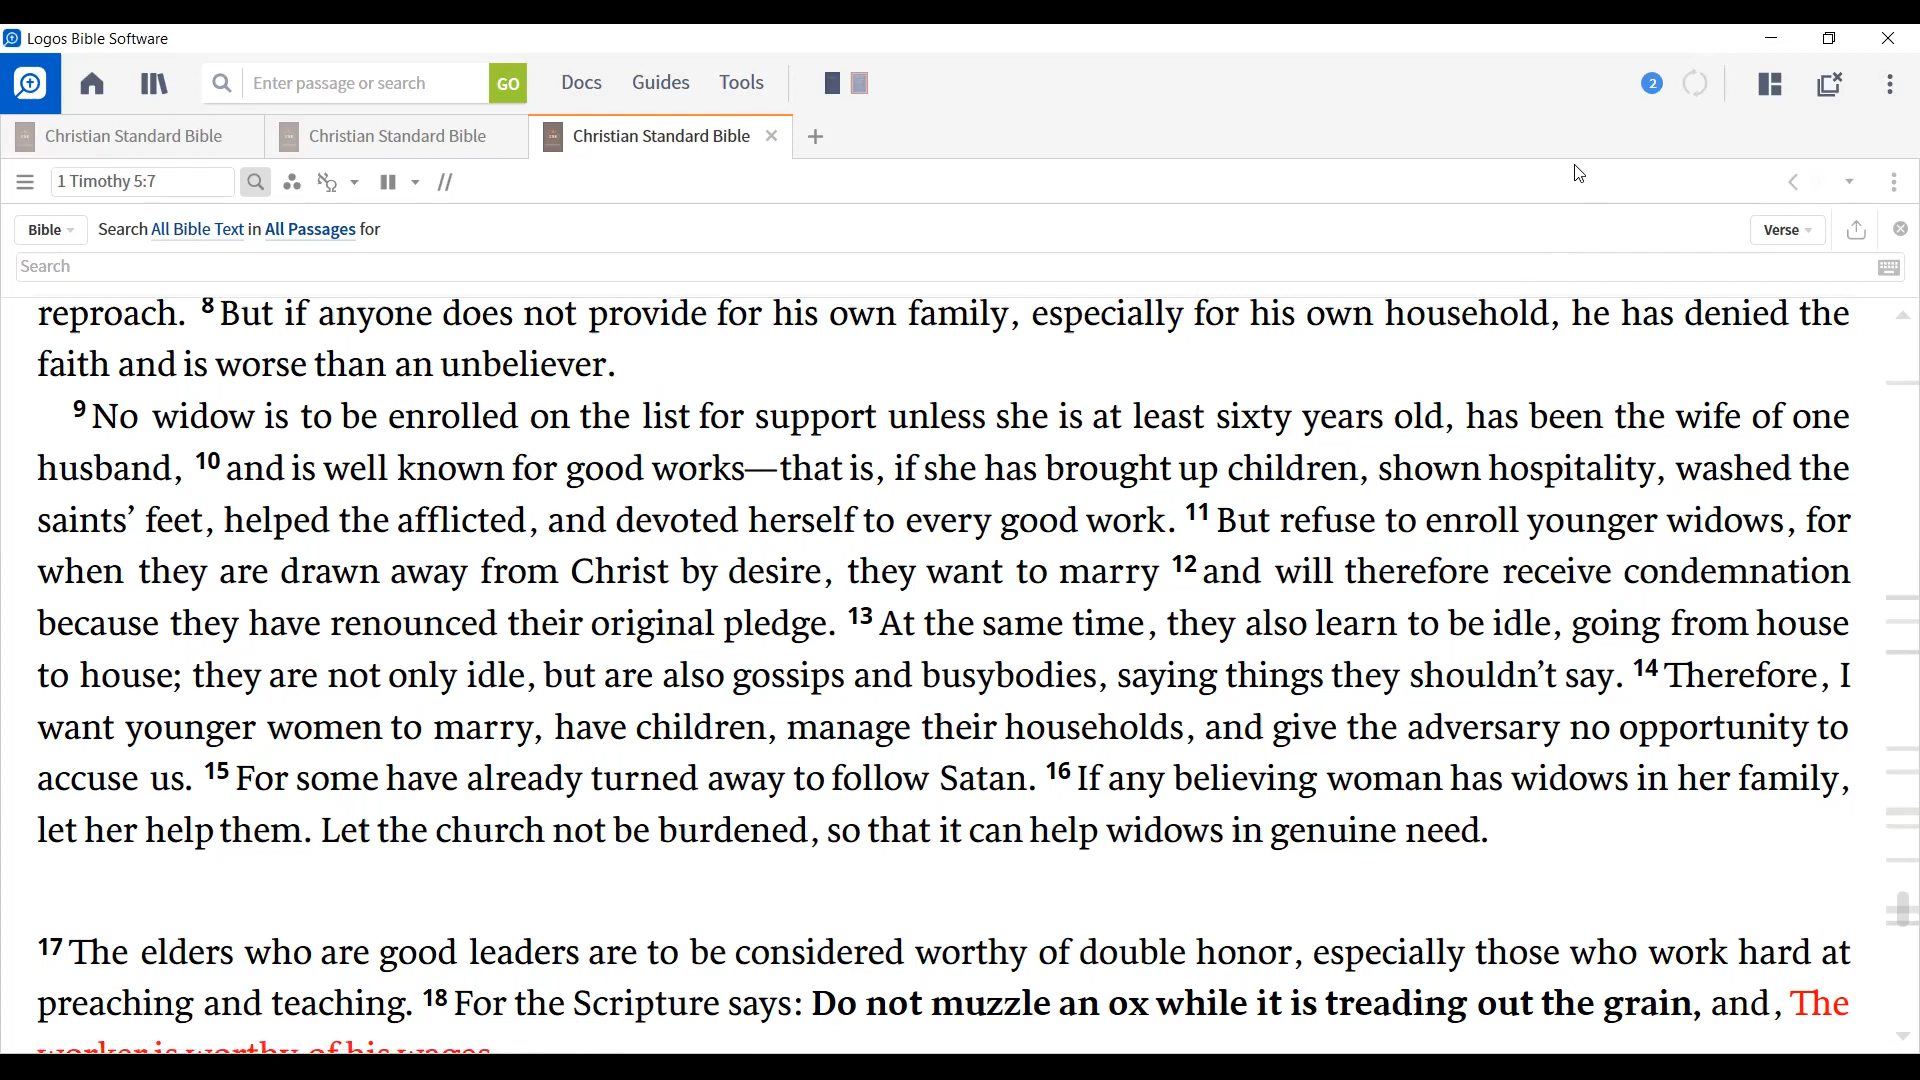 Logos Bible Software
Enter passage or search
GO
Docs
Guides
Tools
2
Christian Standard Bible
Christian Standard Bible
Christian Standard Bible
1 Timothy 5:7
Bible
Search All Bible Text in All Passages for
Verse
Search
reproach. 8 But if anyone does not provide for his own family, especially for his own household, he has denied the
faith and is worse than an unbeliever.
9 No widow is to be enrolled on the list for support unless she is at least sixty years old, has been the wife of one
husband, 10 and is well known for good works—that is, if she has brought up children, shown hospitality, washed the
saints’ feet, helped the afflicted, and devoted herself to every good work. 11 But refuse to enroll younger widows, for
when they are drawn away from Christ by desire, they want to marry 12 and will therefore receive condemnation
because they have renounced their original pledge. 13 At the same time, they also learn to be idle, going from house
to house; they are not only idle, but are also gossips and busybodies, saying things they shouldn’t say. 14 Therefore, I
want younger women to marry, have children, manage their households, and give the adversary no opportunity to
accuse us. 15 For some have already turned away to follow Satan. 16 If any believing woman has widows in her family,
let her help them. Let the church not be burdened, so that it can help widows in genuine need.
17 The elders who are good leaders are to be considered worthy of double honor, especially those who work hard at
preaching and teaching. 18 For the Scripture says: Do not muzzle an ox while it is treading out the grain, and, The
worker is worthy of his wages.